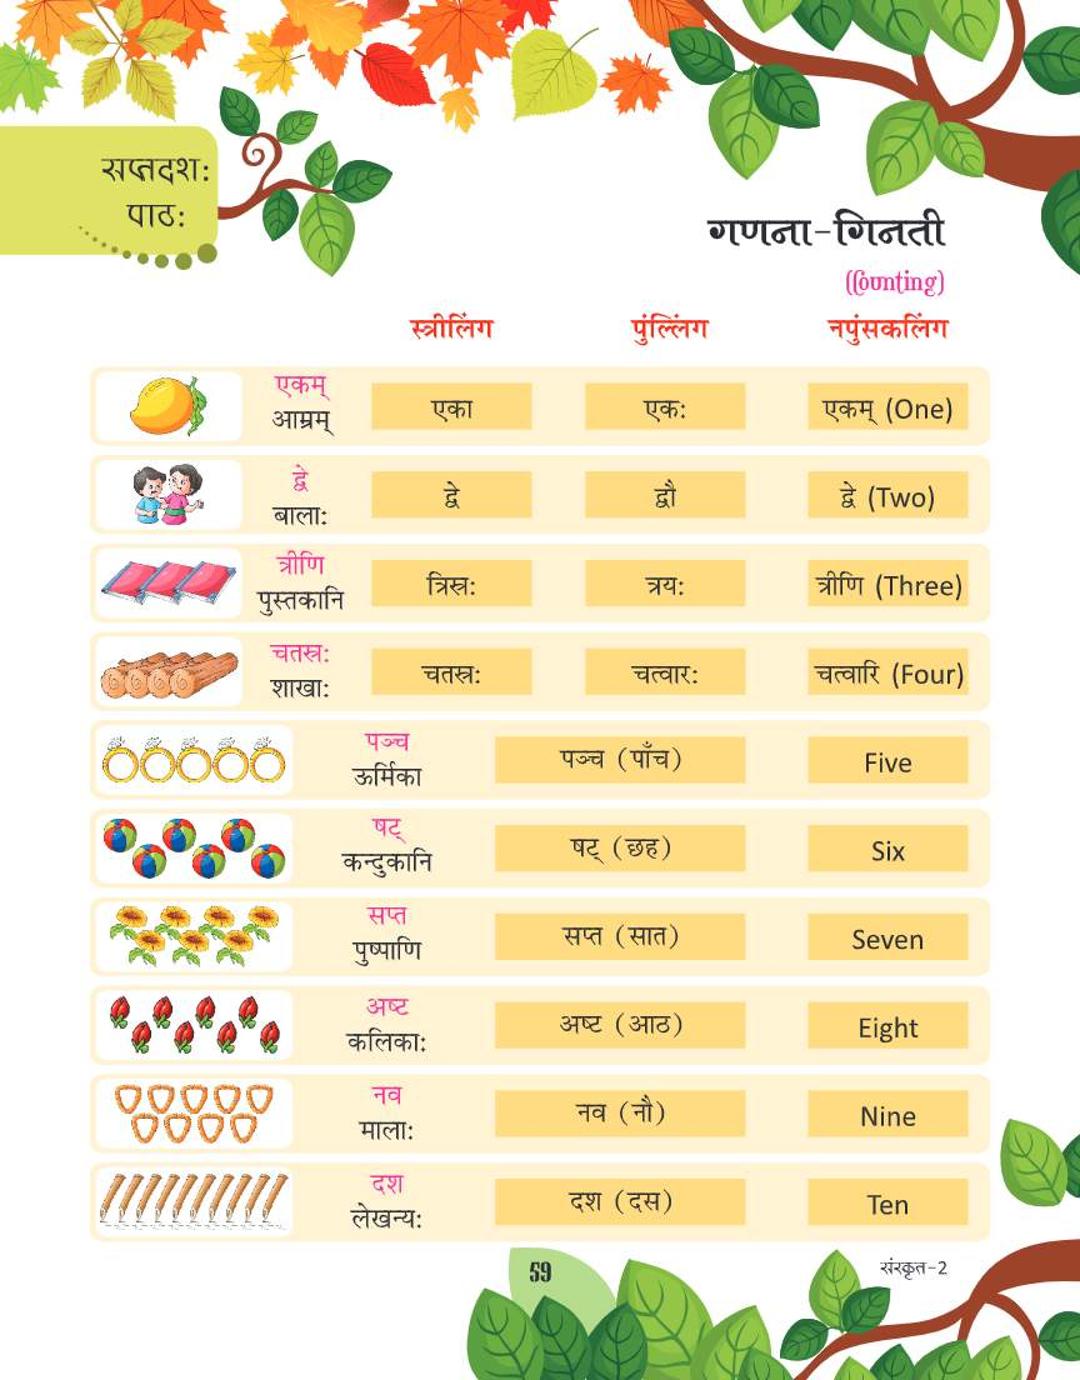 सप्तदश:
पाठ:
गणना-गिनती
(Counting)
स्त्रीलिंग पुंल्लिंग नपुंसकलिंग
एकम्
आम्रम्
एका एक: एकम् (One)
द्वे
बाला:
द्वे द्वौ द्वे (Two)
त्रीणि
पुस्तकानि
त्रिस्र: त्रय: त्रीणि (Three)
चतस्र:
शाखा:
चतस्र: चत्वार: चत्वारि (Four)
पञ्च
ऊर्मिका
पञ्च (पाँच) Five
षट्
कन्दुकानि
षट् (छह) Six
सप्त
पुष्पाणि
सप्त (सात) Seven
अष्ट
कलिका:
अष्ट (आठ) Eight
नव
माला:
नव (नौ) Nine
दश
लेखन्य:
दश (दस) Ten
59
संस्कृत-2